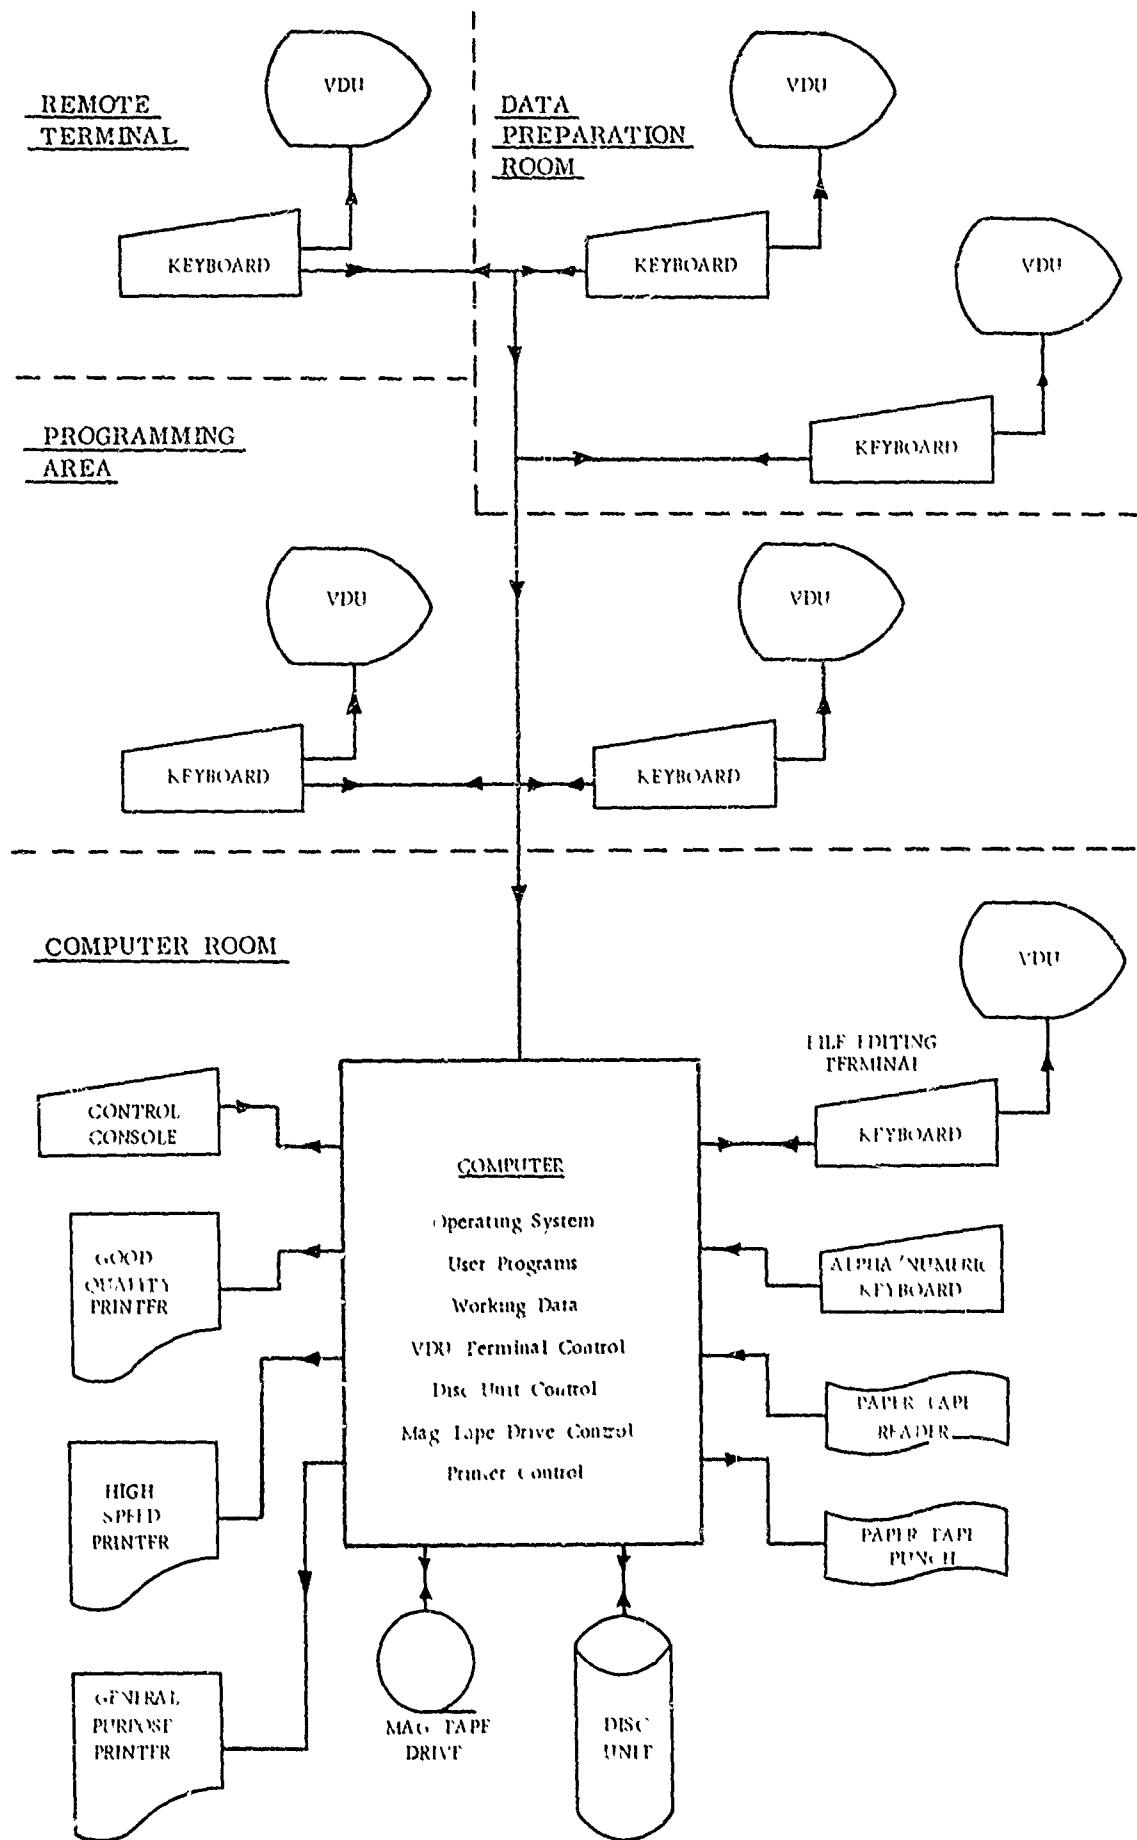 REMOTE
TERMINAL
VDU
KEYBOARD
DATA
PREPARATION
ROOM
VDU
KEYBOARD
VDU
KEYBOARD
PROGRAMMING
AREA
VDU
KEYBOARD
VDU
KEYBOARD
COMPUTER ROOM
VDU
FILE EDITING
TERMINAL
KEYBOARD
CONTROL
CONSOLE
GOOD
QUALITY
PRINTER
HIGH
SPEED
PRINTER
GENERAL
PURPOSE
PRINTER
COMPUTER
Operating System
User Programs
Working Data
VDU Terminal Control
Disc Unit Control
Mag Tape Drive Control
Printer Control
ALPHA/NUMERIC
KEYBOARD
PAPER TAPE
READER
PAPER TAPE
PUNCH
MAG TAPE
DRIVE
DISC
UNIT